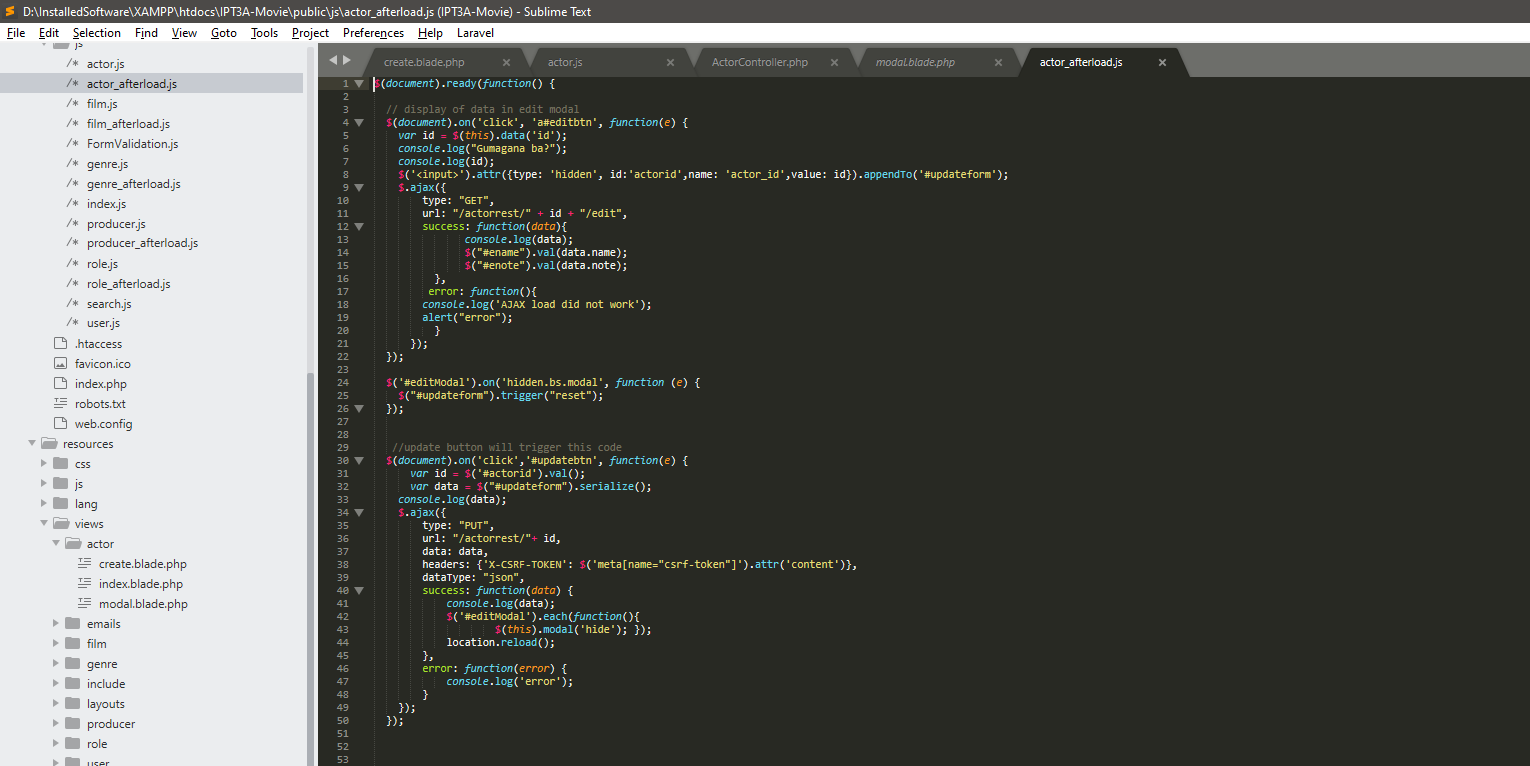 D:\InstalledSoftware\XAMPP\htdocs\IPT3A-Movie\public\js\actor_afterload.js (IPT3A-Movie) - Sublime Text
File Edit Selection Find View Goto Tools Project Preferences Help Laravel
js
/* actor.js
/* actor_afterload.js
/* film.js
/* film_afterload.js
/* FormValidation.js
/* genre.js
/* genre_afterload.js
/* index.js
/* producer.js
/* producer_afterload.js
/* role.js
/* role_afterload.js
/* search.js
/* user.js
.htaccess
favicon.ico
index.php
robots.txt
web.config
resources
css
js
lang
views
actor
create.blade.php
index.blade.php
modal.blade.php
emails
film
genre
include
layouts
producer
role
user
create.blade.php × actor.js × ActorController.php × modal.blade.php × actor_afterload.js ×
1 $(document).ready(function() {
2
3 // display of data in edit modal
4 $(document).on('click', 'a#editbtn', function(e) {
5 var id = $(this).data('id');
6 console.log("Gumagana ba?");
7 console.log(id);
8 $('<input>').attr({type: 'hidden', id:'actorid',name: 'actor_id',value: id}).appendTo('#updateform');
9 $.ajax({
10 type: "GET",
11 url: "/actorrest/" + id + "/edit",
12 success: function(data){
13 console.log(data);
14 $("#ename").val(data.name);
15 $("#enote").val(data.note);
16 },
17 error: function(){
18 console.log('AJAX load did not work');
19 alert("error");
20 }
21 });
22 });
23
24 $('#editModal').on('hidden.bs.modal', function (e) {
25 $("#updateform").trigger("reset");
26 });
27
28
29 //update button will trigger this code
30 $(document).on('click','#updatebtn', function(e) {
31 var id = $('#actorid').val();
32 var data = $("#updateform").serialize();
33 console.log(data);
34 $.ajax({
35 type: "PUT",
36 url: "/actorrest/"+ id,
37 data: data,
38 headers: {'X-CSRF-TOKEN': $('meta[name="csrf-token"]').attr('content')},
39 dataType: "json",
40 success: function(data) {
41 console.log(data);
42 $('#editModal').each(function(){
43 $(this).modal('hide'); });
44 location.reload();
45 },
46 error: function(error) {
47 console.log('error');
48 }
49 });
50 });
51
52
53